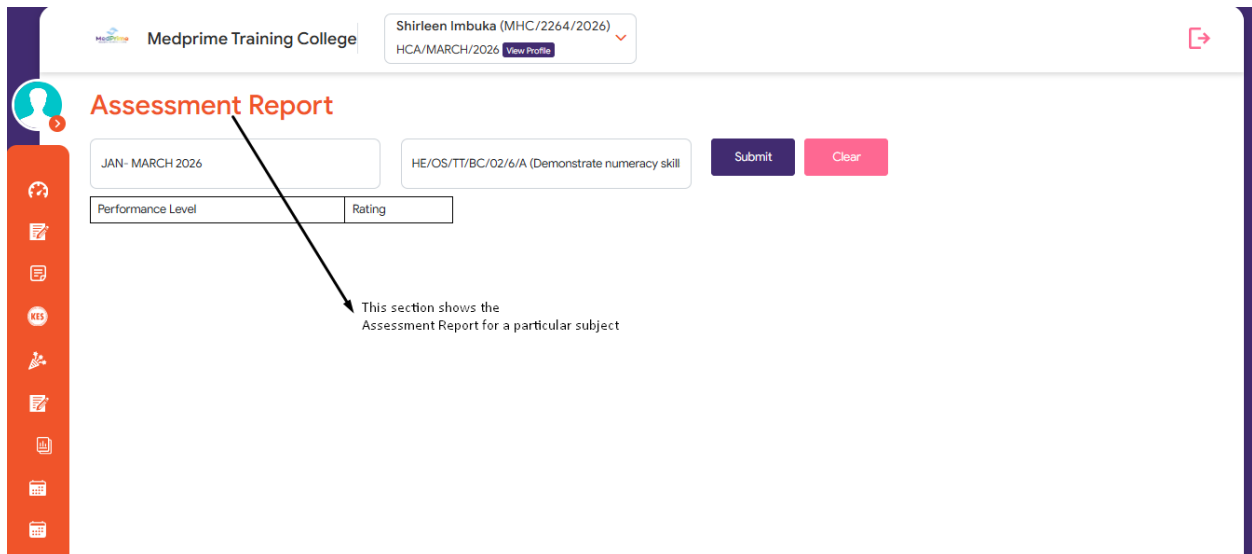 Medprime Training College
Shirleen Imbuka (MHC/2264/2026)
HCA/MARCH/2026 View Profile
Assessment Report
JAN- MARCH 2026
HE/OS/TT/BC/02/6/A (Demonstrate numeracy skill
Submit
Clear
Performance Level
Rating
KES
This section shows the
Assessment Report for a particular subject